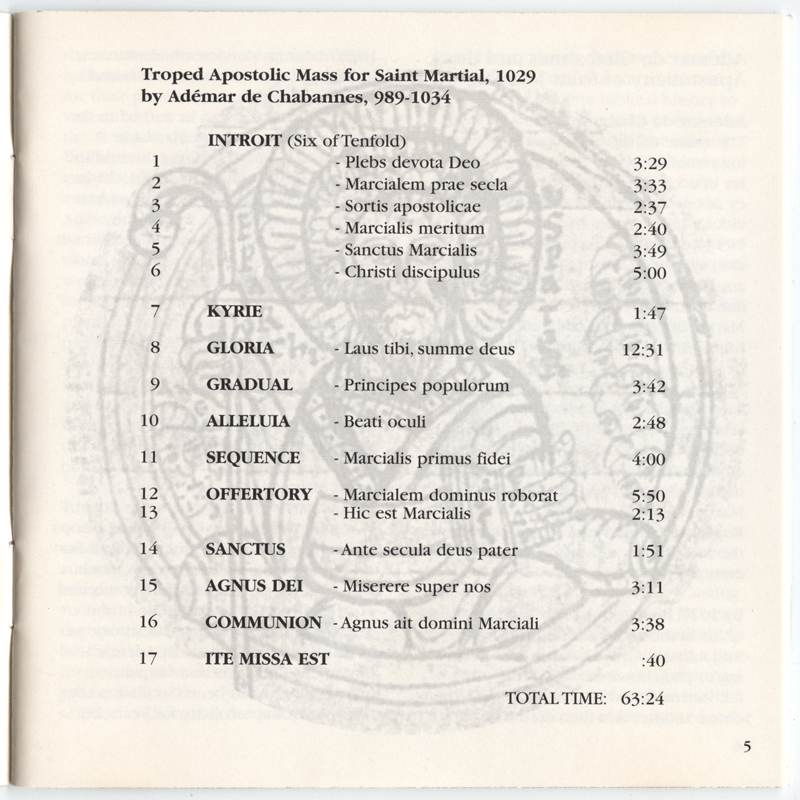 Troped Apostolic Mass for Saint Martial, 1029
by Adémar de Chabannes, 989-1034
INTROIT (Six of Tenfold)
1 - Plebs devota Deo 3:29
2 - Marcialem prae secla 3:33
3 - Sortis apostolicae 2:37
4 - Marcialis meritum 2:40
5 - Sanctus Marcialis 3:49
6 - Christi discipulus 5:00
7 KYRIE 1:47
8 GLORIA - Laus tibi, summe deus 12:31
9 GRADUAL - Principes populorum 3:42
10 ALLELUIA - Beati oculi 2:48
11 SEQUENCE - Marcialis primus fidei 4:00
12 OFFERTORY - Marcialem dominus roborat 5:50
13 - Hic est Marcialis 2:13
14 SANCTUS - Ante secula deus pater 1:51
15 AGNUS DEI - Miserere super nos 3:11
16 COMMUNION - Agnus ait domini Marciali 3:38
17 ITE MISSA EST :40
TOTAL TIME: 63:24
5